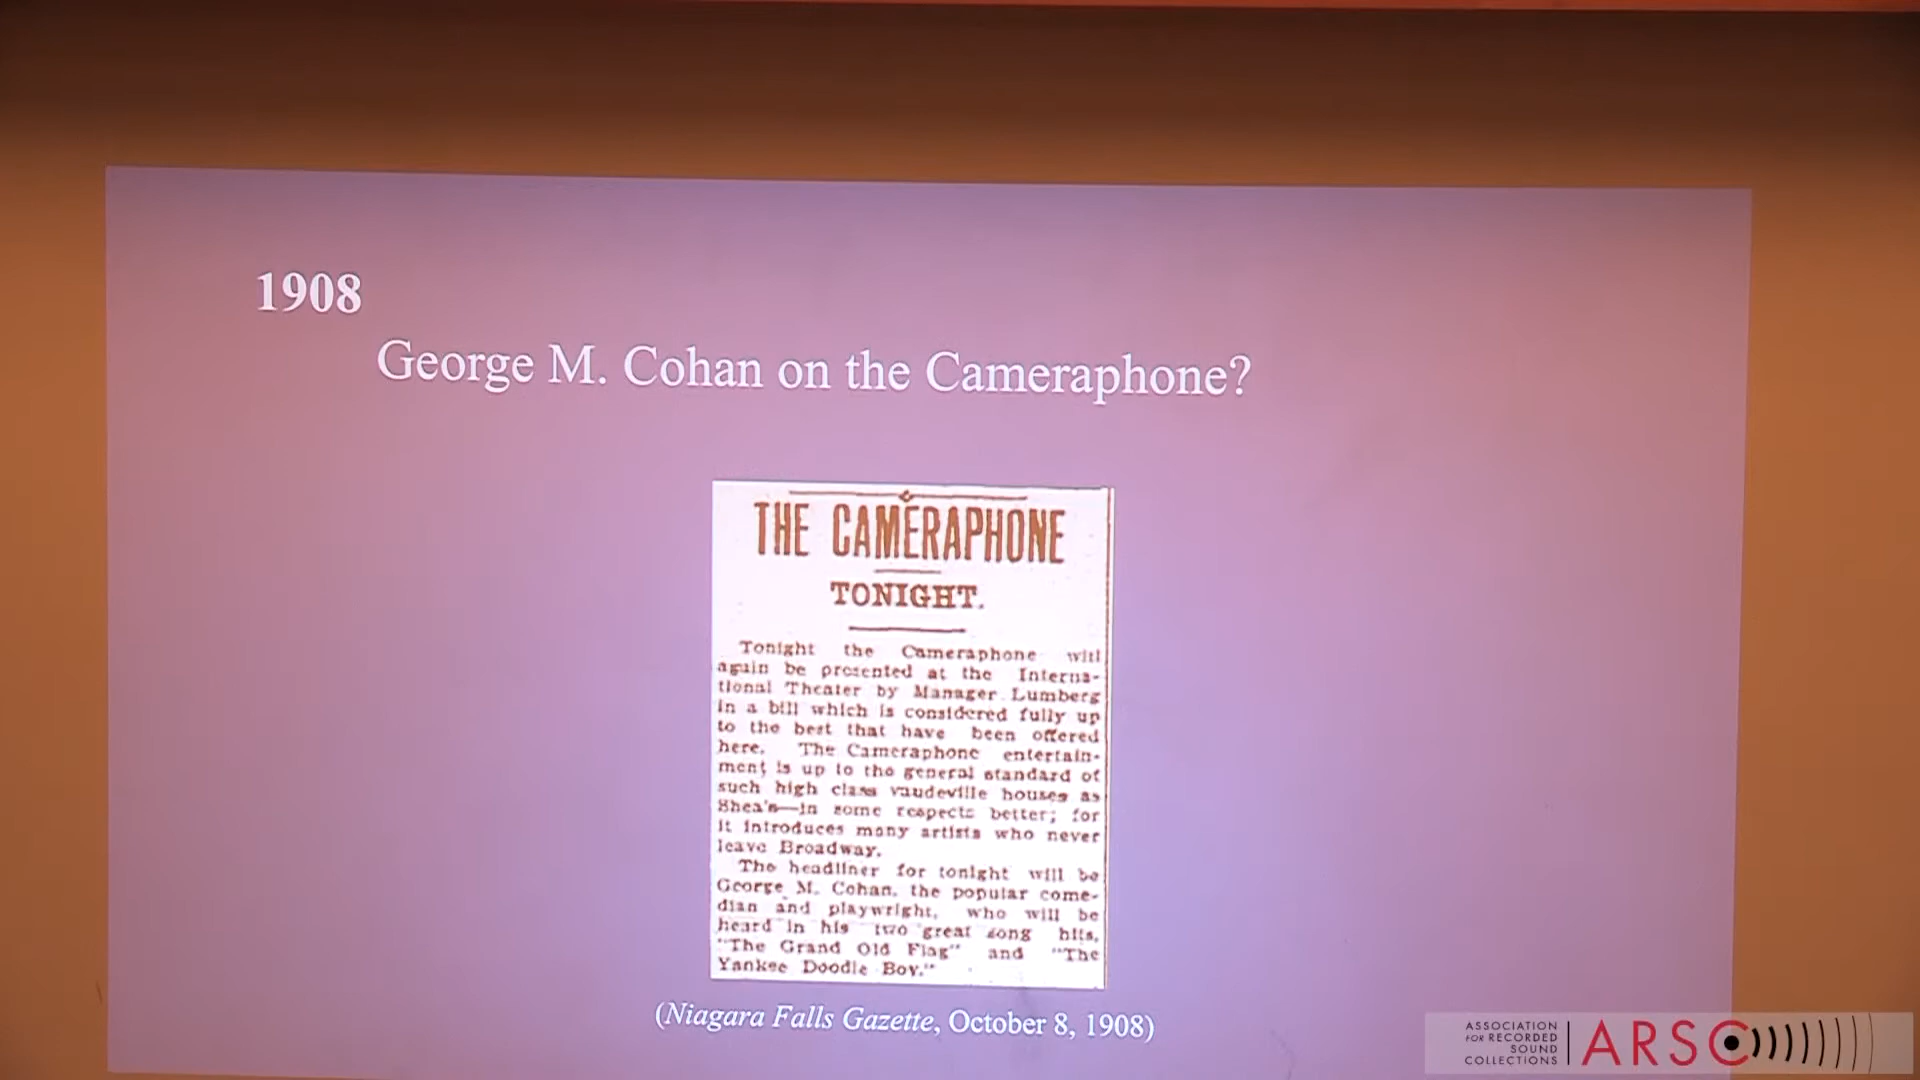 1908
George M. Cohan on the Cameraphone?
THE CAMERAPHONE
TONIGHT.
Tonight the Cameraphone will
again be presented at the Interna-
tional Theater by Manager Lumberg
in a bill which is considered fully up
to the best that have been offered
here. The Cameraphone entertain-
ment is up to the general standard of
such high class vaudeville houses as
Shea's—in some respects better; for
it introduces many artists who never
leave Broadway.
The headliner for tonight will be
George M. Cohan, the popular come-
dian and playwright, who will be
heard in his two great song hits,
"The Grand Old Flag" and "The
Yankee Doodle Boy."
(Niagara Falls Gazette, October 8, 1908)
ASSOCIATION
FOR RECORDED
SOUND
COLLECTIONS
ARSC